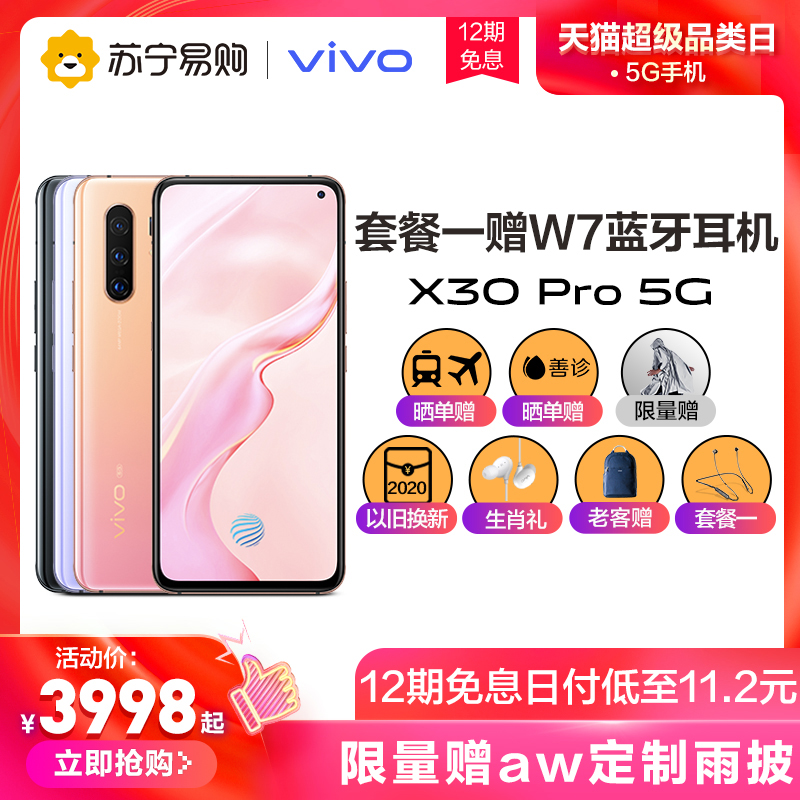 苏宁易购
vivo
12期
免息
天猫超级品类日
•5G手机
套餐一赠W7蓝牙耳机
X30 Pro 5G
善诊
晒单赠
晒单赠
限量赠
¥
2020
以旧换新
生肖礼
老客赠
套餐一
vivo
活动价:
¥3998起
立即抢购>
12期免息日付低至11.2元
限量赠aw定制雨披